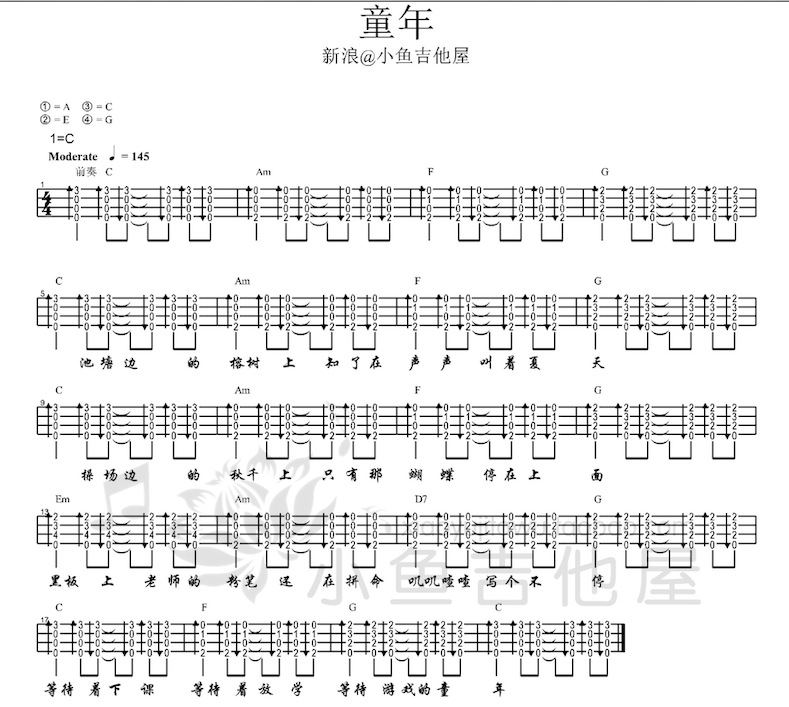 童年
新浪@小鱼吉他屋
①=A ③=C
②=E ④=G
1=C
Moderate ♩=145
前奏 C Am F G
C Am F G
池塘边 的 榕树 上 知了在 声声 叫着夏 天
C Am F G
操场边 的 秋千上 只有那 蝴蝶 停在上 面
Em Am D7 G
黑板 上 老师的 粉笔 还 在拼命 叽叽喳喳 写个不 停
小鱼吉他屋
C F G C
等待 着下 课 等待 着放 学 等待 游戏的童 年